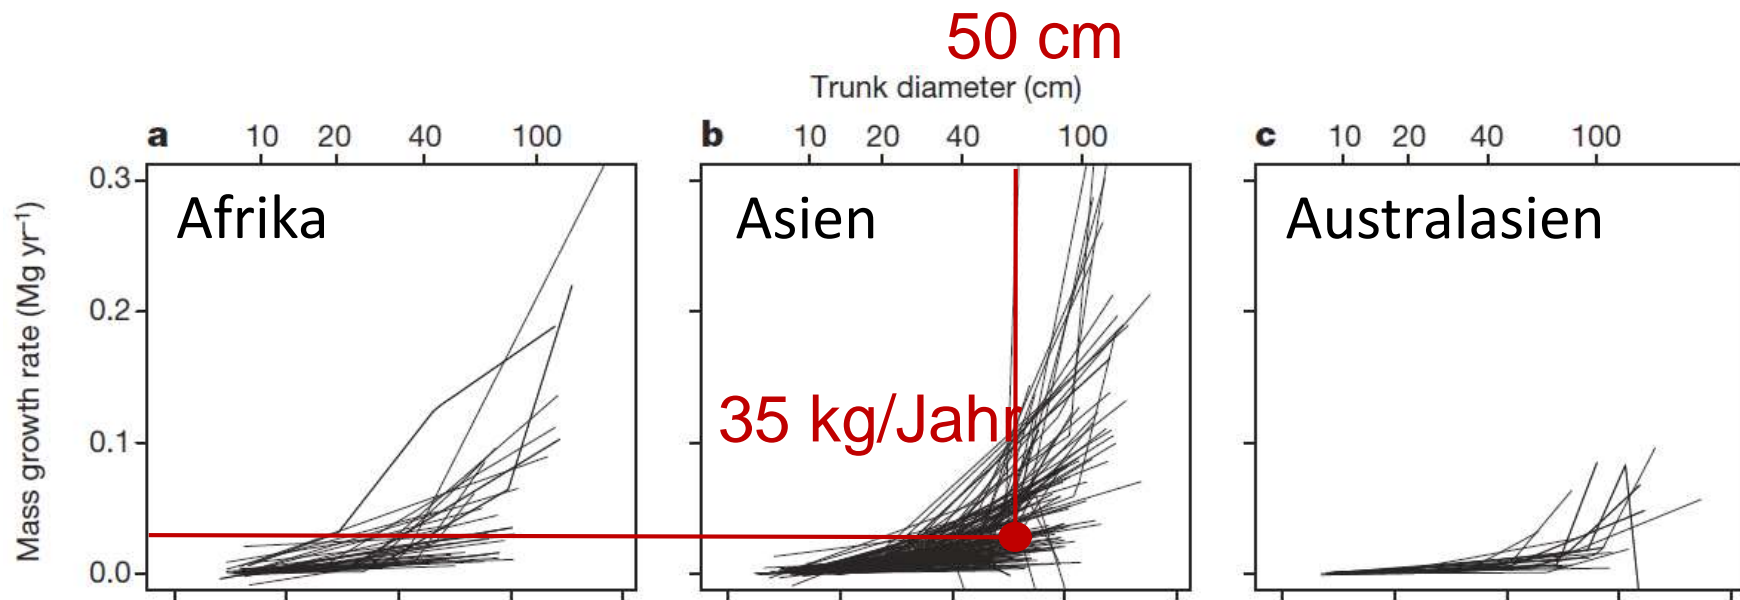 50 cm
Trunk diameter (cm)
a 10 20 40 100
b 10 20 40 100
c 10 20 40 100
Mass growth rate (Mg yr⁻¹)
0.3
0.2
0.1
0.0
Afrika
Asien
Australasien
35 kg/Jahr